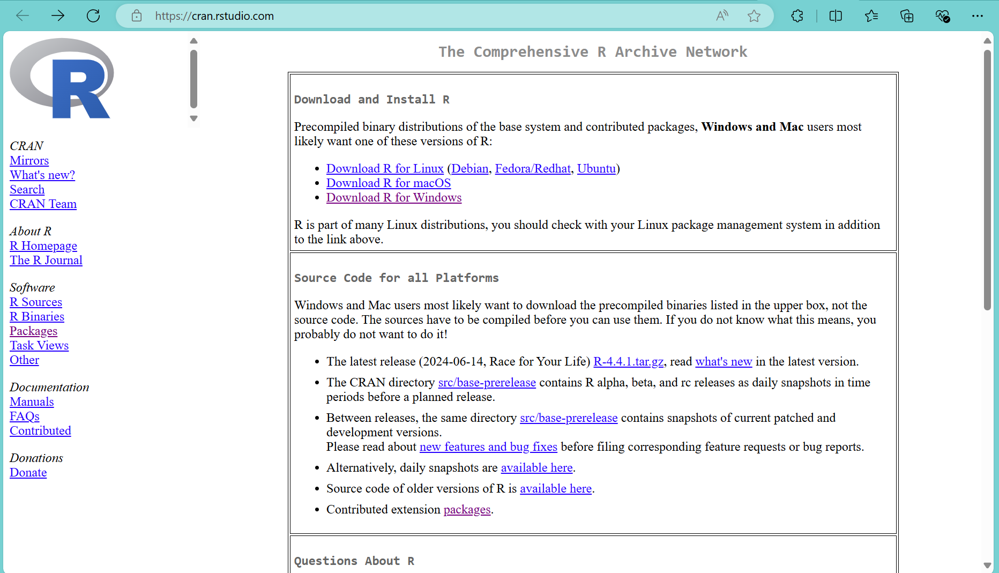 https://cran.rstudio.com
R
CRAN
Mirrors
What's new?
Search
CRAN Team
About R
R Homepage
The R Journal
Software
R Sources
R Binaries
Packages
Task Views
Other
Documentation
Manuals
FAQs
Contributed
Donations
Donate
The Comprehensive R Archive Network
Download and Install R
Precompiled binary distributions of the base system and contributed packages, Windows and Mac users most
likely want one of these versions of R:
• Download R for Linux (Debian, Fedora/Redhat, Ubuntu)
• Download R for macOS
• Download R for Windows
R is part of many Linux distributions, you should check with your Linux package management system in addition
to the link above.
Source Code for all Platforms
Windows and Mac users most likely want to download the precompiled binaries listed in the upper box, not the
source code. The sources have to be compiled before you can use them. If you do not know what this means, you
probably do not want to do it!
• The latest release (2024-06-14, Race for Your Life) R-4.4.1.tar.gz, read what's new in the latest version.
• The CRAN directory src/base-prerelease contains R alpha, beta, and rc releases as daily snapshots in time
periods before a planned release.
• Between releases, the same directory src/base-prerelease contains snapshots of current patched and
development versions.
Please read about new features and bug fixes before filing corresponding feature requests or bug reports.
• Alternatively, daily snapshots are available here.
• Source code of older versions of R is available here.
• Contributed extension packages.
Questions About R